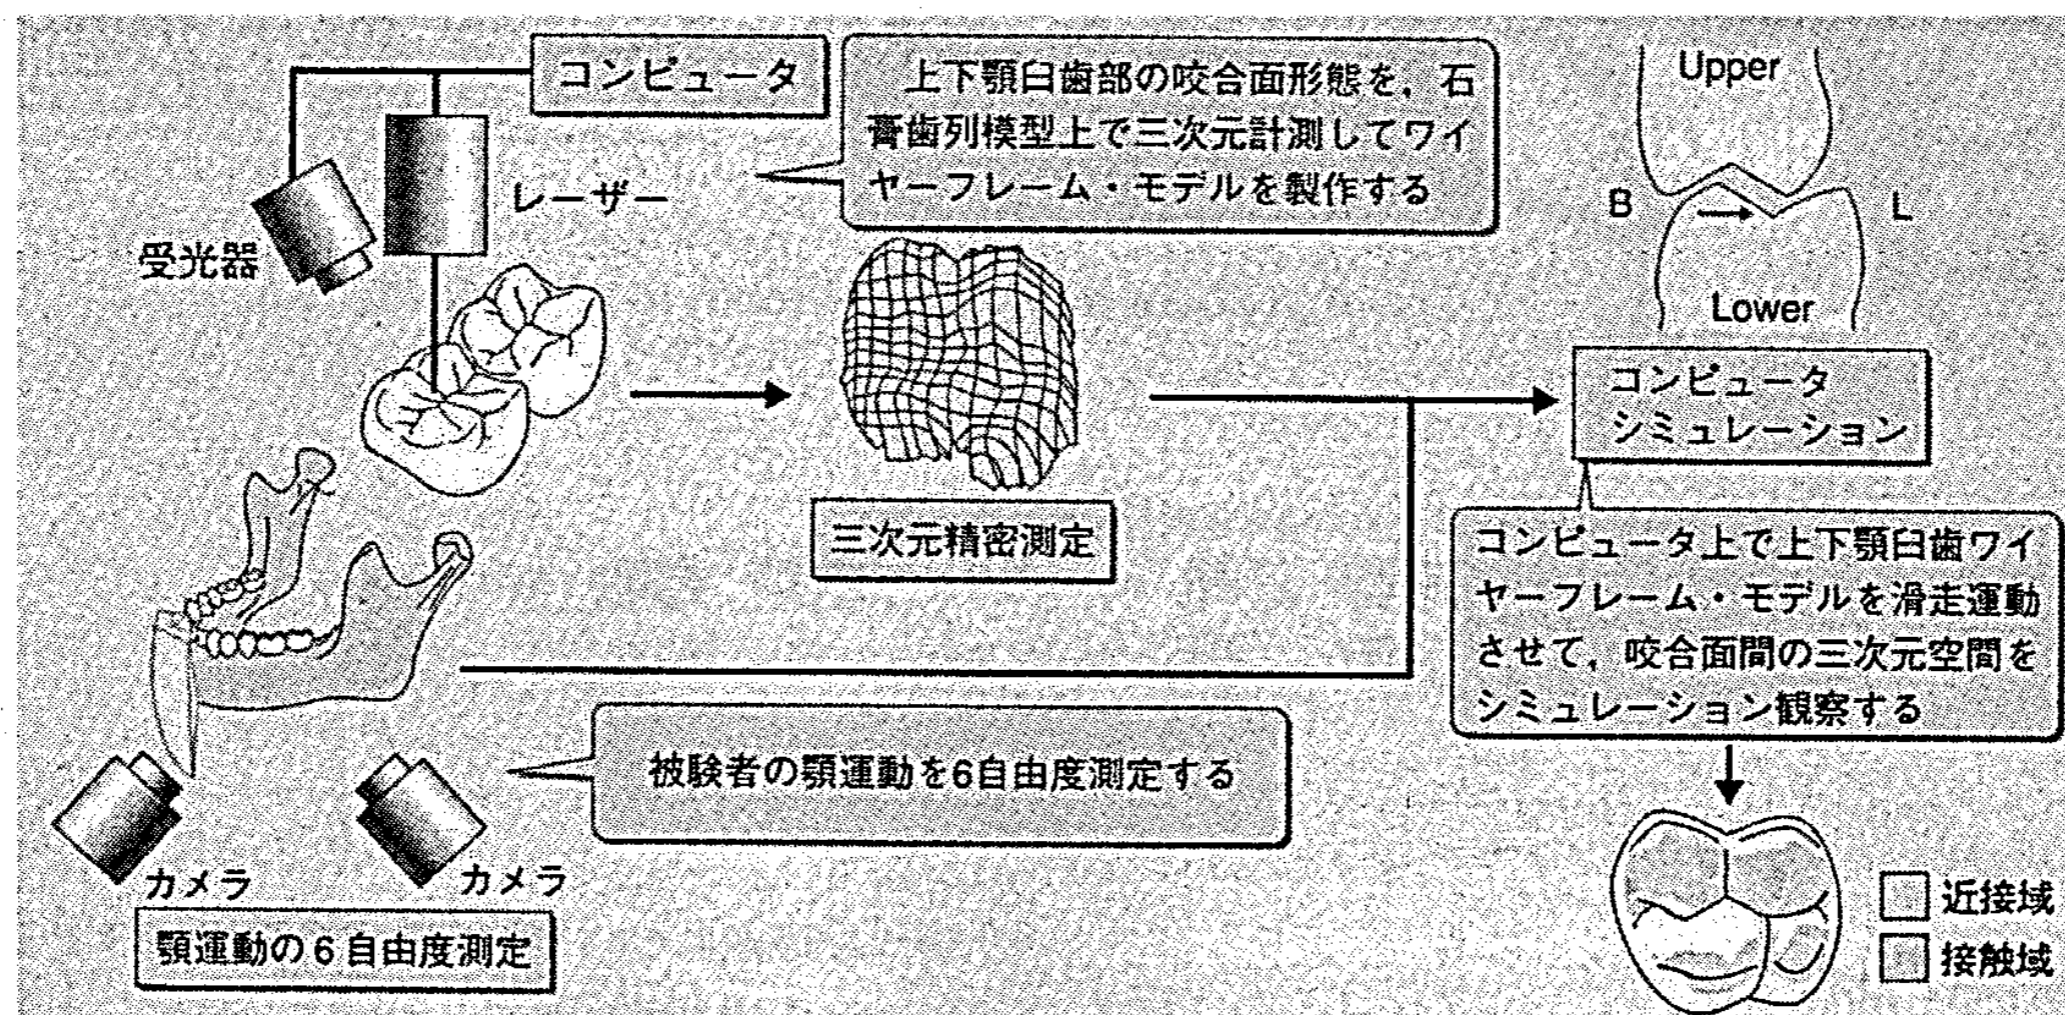 コンピュータ
上下顎臼歯部の咬合面形態を，石
膏歯列模型上で三次元計測してワイ
ヤーフレーム・モデルを製作する
レーザー
受光器
Upper
B
L
Lower
コンピュータ
シミュレーション
三次元精密測定
コンピュータ上で上下顎臼歯ワイ
ヤーフレーム・モデルを滑走運動
させて，咬合面間の三次元空間を
シミュレーション観察する
被験者の顎運動を6自由度測定する
カメラ
カメラ
顎運動の6自由度測定
近接域
接触域